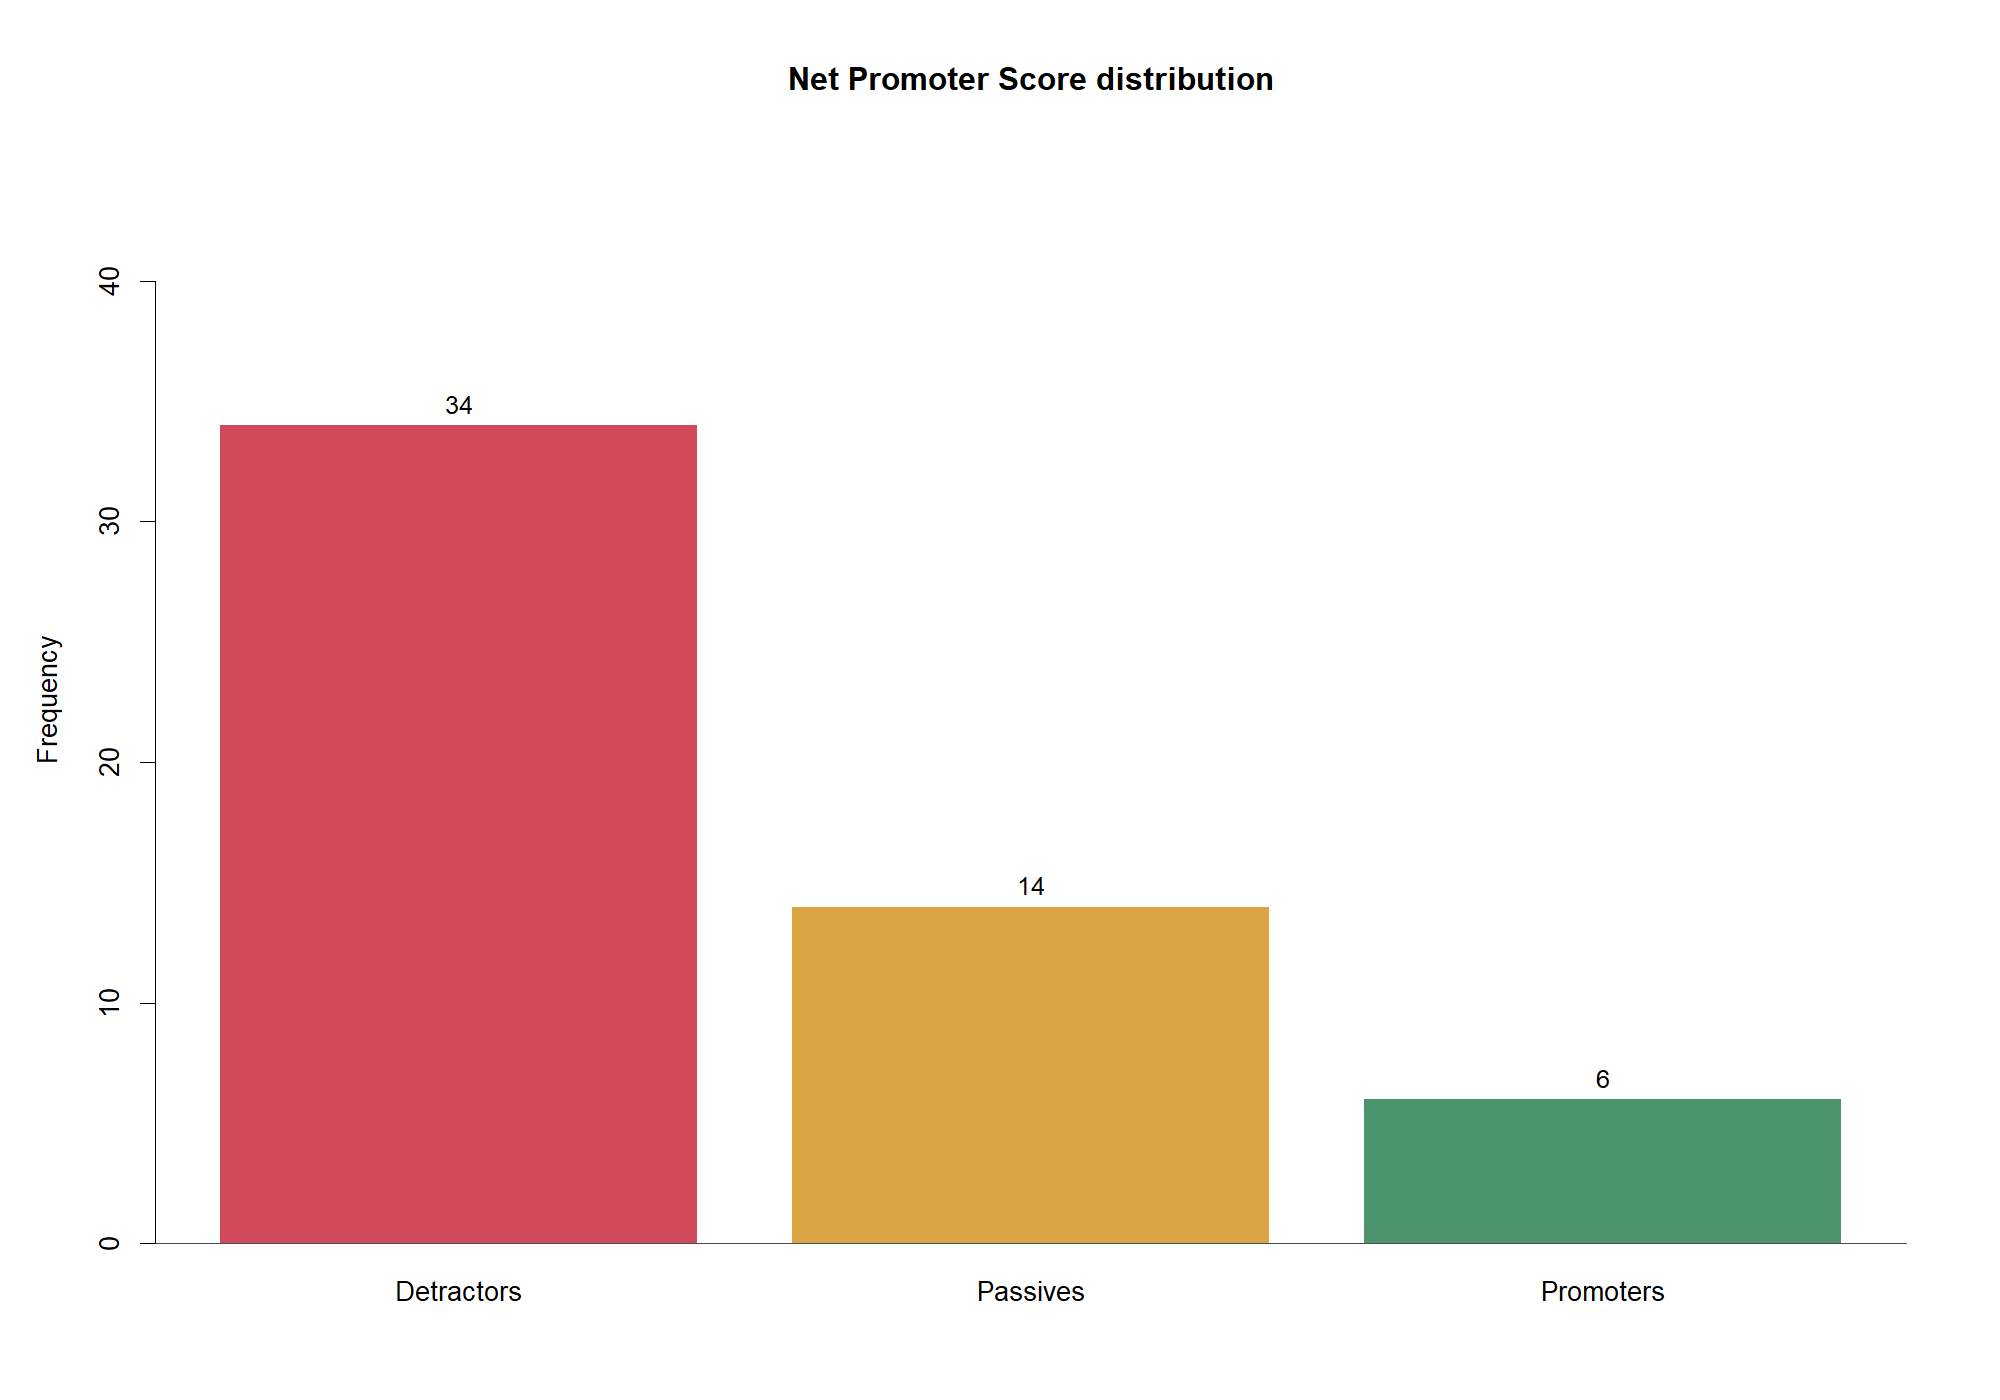 Net Promoter Score distribution
40
30
20
10
0
Frequency
34
14
6
Detractors
Passives
Promoters